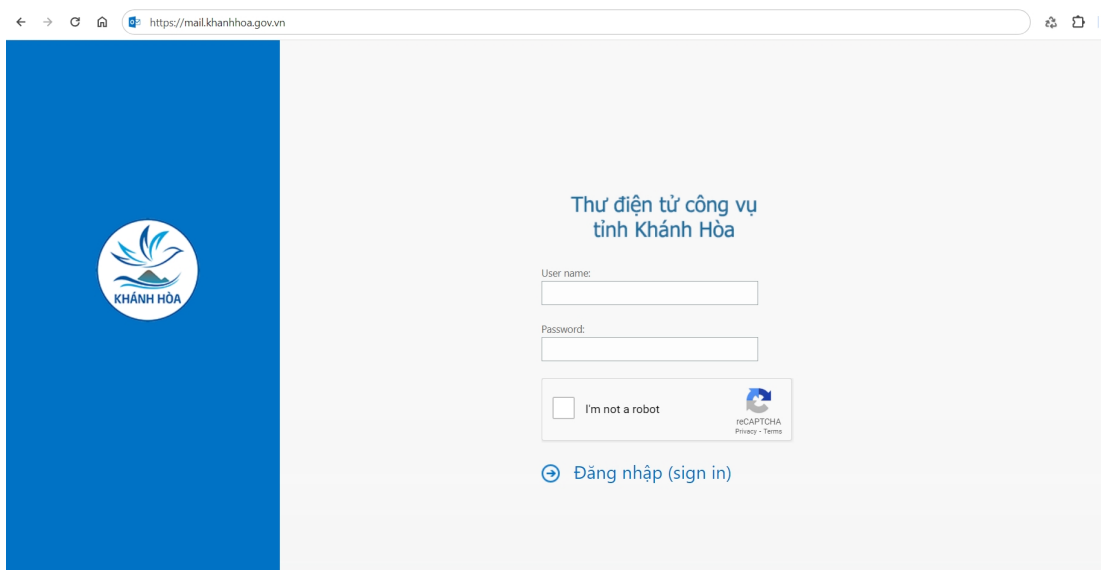 https://mail.khanhhoa.gov.vn
KHÁNH HÒA
Thư điện tử công vụ
tỉnh Khánh Hòa
User name:
Password:
I'm not a robot
reCAPTCHA
Privacy - Terms
Đăng nhập (sign in)